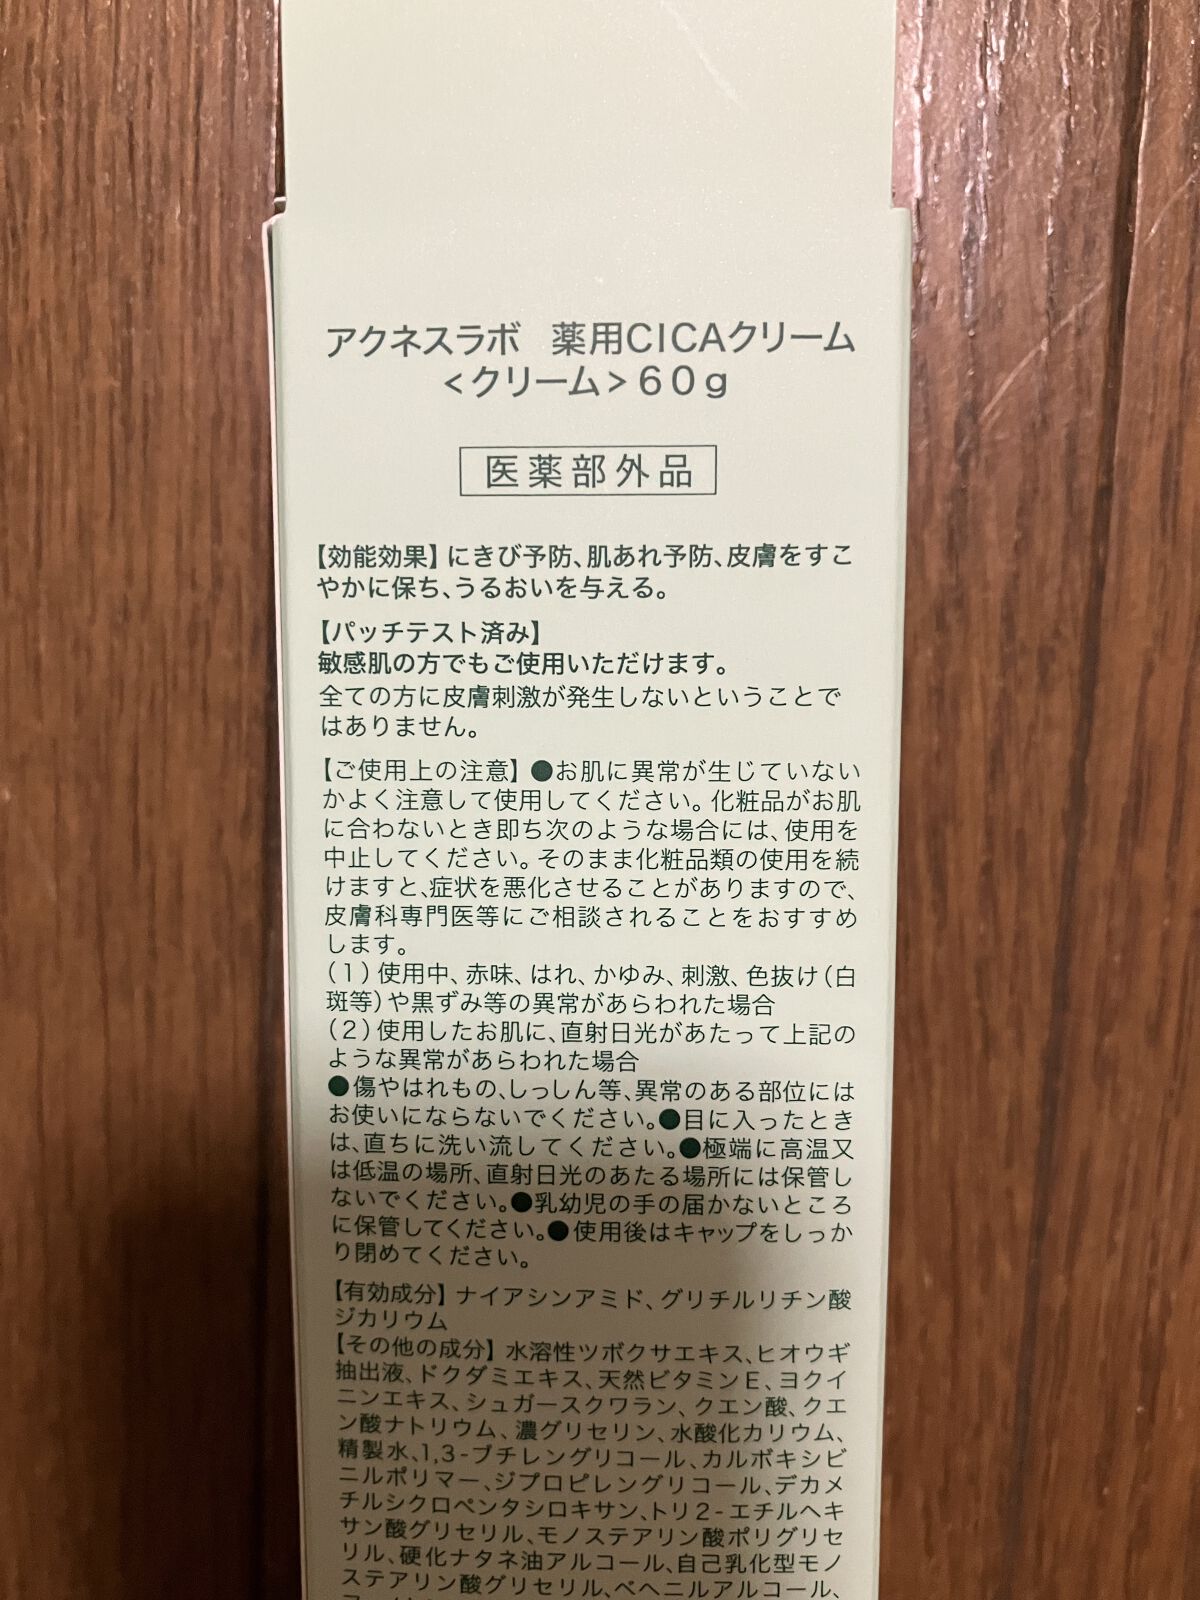 アクネスラボ 薬用CICAクリーム
<クリーム>60g
医薬部外品
【効能効果】にきび予防、肌あれ予防、皮膚をすこ
やかに保ち、うるおいを与える。
【パッチテスト済み】
敏感肌の方でもご使用いただけます。
全ての方に皮膚刺激が発生しないということで
はありません。
【ご使用上の注意】●お肌に異常が生じていない
かよく注意して使用してください。化粧品がお肌
に合わないとき即ち次のような場合には、使用を
中止してください。そのまま化粧品類の使用を続
けますと、症状を悪化させることがありますので、
皮膚科専門医等にご相談されることをおすすめ
します。
(1)使用中、赤味、はれ、かゆみ、刺激、色抜け(白
斑等)や黒ずみ等の異常があらわれた場合
(2)使用したお肌に、直射日光があたって上記の
ような異常があらわれた場合
●傷やはれもの、しっしん等、異常のある部位には
お使いにならないでください。●目に入ったとき
は、直ちに洗い流してください。●極端に高温又
は低温の場所、直射日光のあたる場所には保管し
ないでください。●乳幼児の手の届かないところ
に保管してください。●使用後はキャップをしっか
り閉めてください。
【有効成分】ナイアシンアミド、グリチルリチン酸
ジカリウム
【その他の成分】水溶性ツボクサエキス、ヒオウギ
抽出液、ドクダミエキス、天然ビタミンE、ヨクイ
ニンエキス、シュガースクワラン、クエン酸、クエ
ン酸ナトリウム、濃グリセリン、水酸化カリウム、
精製水、1,3-ブチレングリコール、カルボキシビ
ニルポリマー、ジプロピレングリコール、デカメ
チルシクロペンタシロキサン、トリ2-エチルヘキ
サン酸グリセリル、モノステアリン酸ポリグリセ
リル、硬化ナタネ油アルコール、自己乳化型モノ
ステアリン酸グリセリル、ベヘニルアルコール、